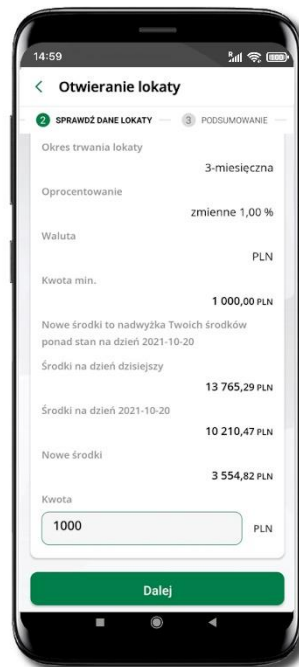 14:59
Otwieranie lokaty
2 SPRAWDŹ DANE LOKATY 3 PODSUMOWANIE
Okres trwania lokaty
3-miesięczna
Oprocentowanie
zmienne 1,00 %
Waluta
PLN
Kwota min.
1 000,00 PLN
Nowe środki to nadwyżka Twoich środków
ponad stan na dzień 2021-10-20
Środki na dzień dzisiejszy
13 765,29 PLN
Środki na dzień 2021-10-20
10 210,47 PLN
Nowe środki
3 554,82 PLN
Kwota
1000 PLN
Dalej